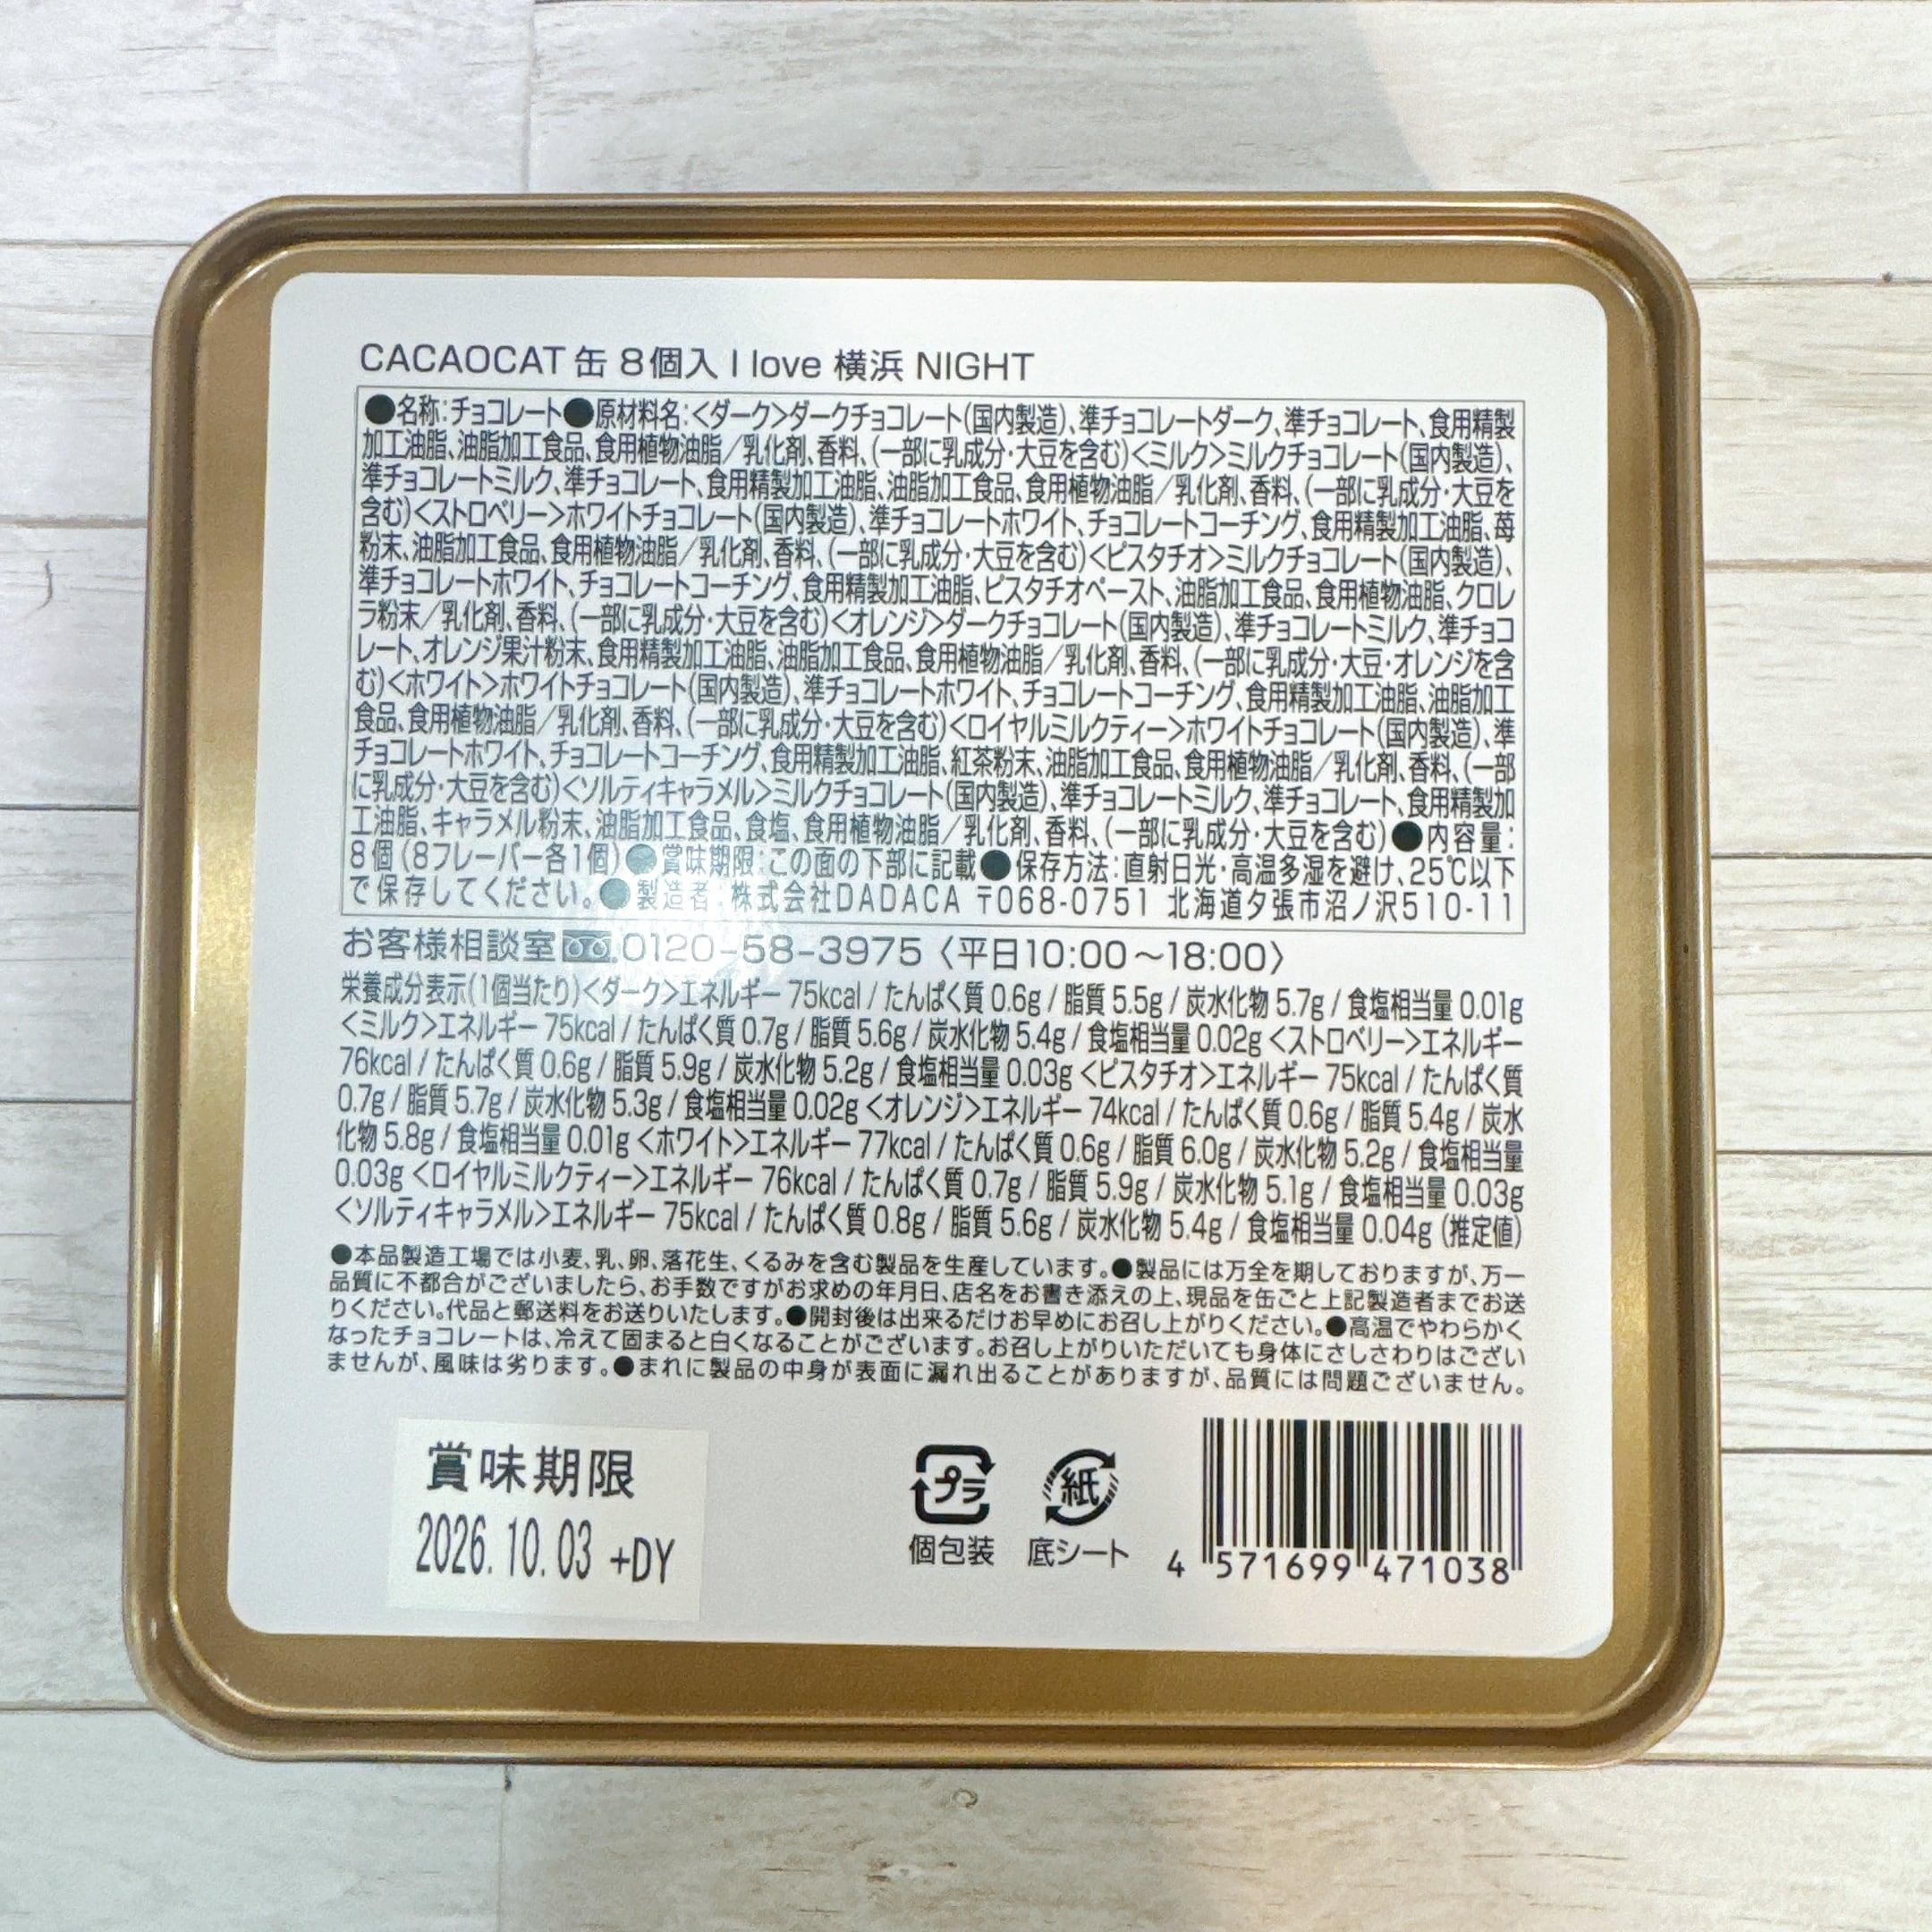 CACAOCAT 缶 8個入 I love 横浜 NIGHT
●名称:チョコレート●原材料名:<ダーク>ダークチョコレート(国内製造)、準チョコレートダーク、準チョコレート、食用精製
加工油脂、油脂加工食品、食用植物油脂/乳化剤、香料、(一部に乳成分・大豆を含む)<ミルク>ミルクチョコレート(国内製造)、
準チョコレートミルク、準チョコレート、食用精製加工油脂、油脂加工食品、食用植物油脂/乳化剤、香料、(一部に乳成分・大豆を
含む)<ストロベリー>ホワイトチョコレート(国内製造)、準チョコレートホワイト、チョコレートコーチング、食用精製加工油脂、苺
粉末、油脂加工食品、食用植物油脂/乳化剤、香料、(一部に乳成分・大豆を含む)<ピスタチオ>ミルクチョコレート(国内製造)、
準チョコレートホワイト、チョコレートコーチング、食用精製加工油脂、ピスタチオペースト、油脂加工食品、食用植物油脂、クロレ
ラ粉末/乳化剤、香料、(一部に乳成分・大豆を含む)<オレンジ>ダークチョコレート(国内製造)、準チョコレートミルク、準チョコ
レート、オレンジ果汁粉末、食用精製加工油脂、油脂加工食品、食用植物油脂/乳化剤、香料、(一部に乳成分・大豆・オレンジを含
む)<ホワイト>ホワイトチョコレート(国内製造)、準チョコレートホワイト、チョコレートコーチング、食用精製加工油脂、油脂加工
食品、食用植物油脂/乳化剤、香料、(一部に乳成分・大豆を含む)<ロイヤルミルクティー>ホワイトチョコレート(国内製造)、準
チョコレートホワイト、チョコレートコーチング、食用精製加工油脂、紅茶粉末、油脂加工食品、食用植物油脂/乳化剤、香料、(一部
に乳成分・大豆を含む)<ソルティキャラメル>ミルクチョコレート(国内製造)、準チョコレートミルク、準チョコレート、食用精製加
工油脂、キャラメル粉末、油脂加工食品、食塩、食用植物油脂/乳化剤、香料、(一部に乳成分・大豆を含む)●内容量:
8個(8フレーバー各1個)●賞味期限:この面の下部に記載●保存方法:直射日光・高温多湿を避け、25℃以下
で保存してください。●製造者:株式会社DADACA 〒068-0751 北海道夕張市沼ノ沢510-11
お客様相談室 0120-58-3975〈平日10:00〜18:00〉
栄養成分表示(1個当たり)<ダーク>エネルギー 75kcal / たんぱく質 0.6g / 脂質 5.5g / 炭水化物 5.7g / 食塩相当量 0.01g
<ミルク>エネルギー 75kcal / たんぱく質 0.7g / 脂質 5.6g / 炭水化物 5.4g / 食塩相当量 0.02g <ストロベリー>エネルギー
76kcal / たんぱく質 0.6g / 脂質 5.9g / 炭水化物 5.2g / 食塩相当量 0.03g <ピスタチオ>エネルギー 75kcal / たんぱく質
0.7g / 脂質 5.7g / 炭水化物 5.3g / 食塩相当量 0.02g <オレンジ>エネルギー 74kcal / たんぱく質 0.6g / 脂質 5.4g / 炭水
化物 5.8g / 食塩相当量 0.01g <ホワイト>エネルギー 77kcal / たんぱく質 0.6g / 脂質 6.0g / 炭水化物 5.2g / 食塩相当量
0.03g <ロイヤルミルクティー>エネルギー 76kcal / たんぱく質 0.7g / 脂質 5.9g / 炭水化物 5.1g / 食塩相当量 0.03g
<ソルティキャラメル>エネルギー 75kcal / たんぱく質 0.8g / 脂質 5.6g / 炭水化物 5.4g / 食塩相当量 0.04g (推定値)
●本品製造工場では小麦、乳、卵、落花生、くるみを含む製品を生産しています。●製品には万全を期しておりますが、万一
品質に不都合がございましたら、お手数ですがお求めの年月日、店名をお書き添えの上、現品を缶ごと上記製造者までお送
りください。代品と郵送料をお送りいたします。●開封後は出来るだけお早めにお召し上がりください。●高温でやわらかく
なったチョコレートは、冷えて固まると白くなることがございます。お召し上がりいただいても身体にさしさわりはござい
ませんが、風味は劣ります。●まれに製品の中身が表面に漏れ出ることがありますが、品質には問題ございません。
賞味期限
2026.10.03 +DY
プラ
個包装
紙
底シート
4 571699 471038